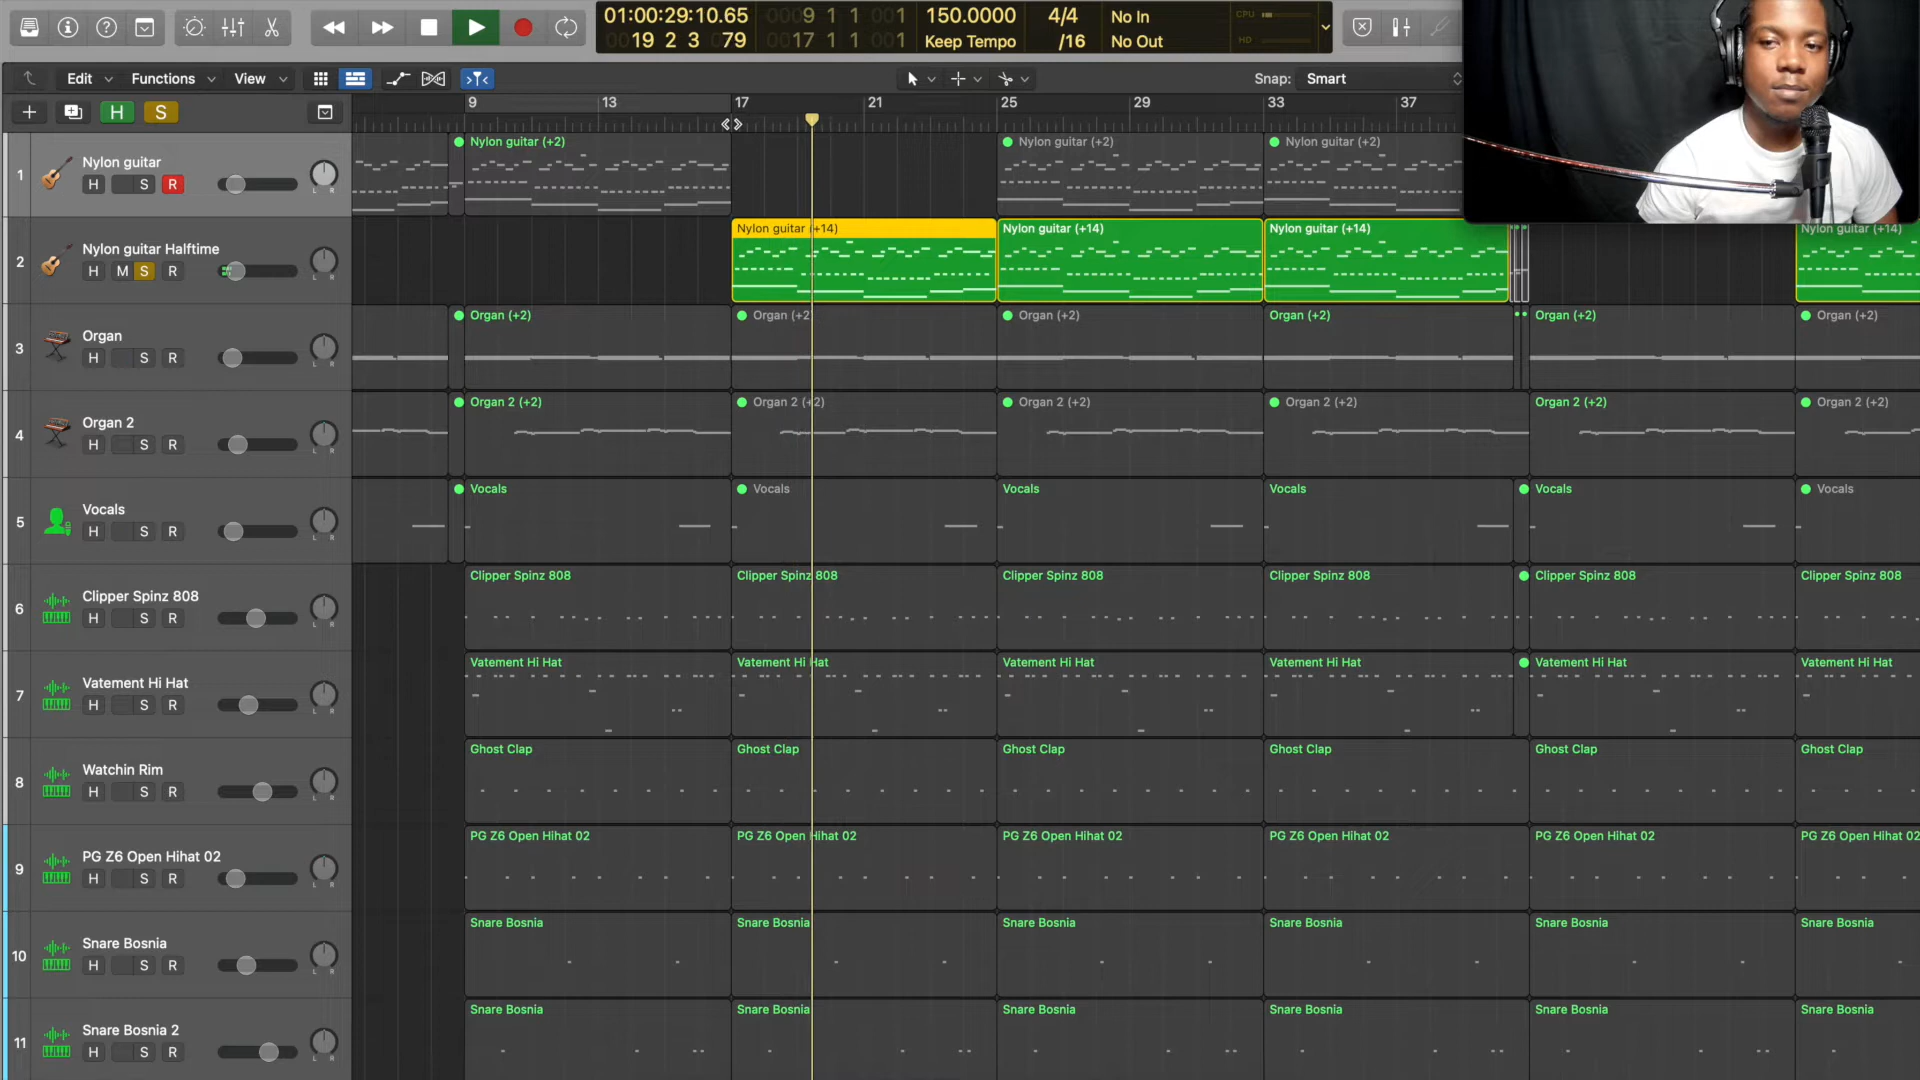 01:00:29:10.65
0019 2 3 079
0009 1 1 001
0017 1 1 001
150.0000
Keep Tempo
4/4
/16
No In
No Out
CPU
HD
Edit
Functions
View
Snap: Smart
H
S
9
13
17
21
25
29
33
37
1
Nylon guitar
H S R
L R
Nylon guitar (+2)
Nylon guitar (+2)
Nylon guitar (+2)
2
Nylon guitar Halftime
H M S R
L R
Nylon guitar (+14)
Nylon guitar (+14)
Nylon guitar (+14)
Nylon guitar (+14)
3
Organ
H S R
L R
Organ (+2)
Organ (+2
Organ (+2)
Organ (+2)
Organ (+2)
Organ (+2)
4
Organ 2
H S R
L R
Organ 2 (+2)
Organ 2 (+2)
Organ 2 (+2)
Organ 2 (+2)
Organ 2 (+2)
Organ 2 (+2)
5
Vocals
H S R
L R
Vocals
Vocals
Vocals
Vocals
Vocals
Vocals
6
Clipper Spinz 808
H S R
L R
Clipper Spinz 808
Clipper Spinz 808
Clipper Spinz 808
Clipper Spinz 808
Clipper Spinz 808
Clipper Spinz 808
7
Vatement Hi Hat
H S R
L R
Vatement Hi Hat
Vatement Hi Hat
Vatement Hi Hat
Vatement Hi Hat
Vatement Hi Hat
Vatement Hi Hat
8
Watchin Rim
H S R
L R
Ghost Clap
Ghost Clap
Ghost Clap
Ghost Clap
Ghost Clap
Ghost Clap
9
PG Z6 Open Hihat 02
H S R
L R
PG Z6 Open Hihat 02
PG Z6 Open Hihat 02
PG Z6 Open Hihat 02
PG Z6 Open Hihat 02
PG Z6 Open Hihat 02
PG Z6 Open Hihat 02
10
Snare Bosnia
H S R
L R
Snare Bosnia
Snare Bosnia
Snare Bosnia
Snare Bosnia
Snare Bosnia
Snare Bosnia
11
Snare Bosnia 2
H S R
L R
Snare Bosnia
Snare Bosnia
Snare Bosnia
Snare Bosnia
Snare Bosnia
Snare Bosnia